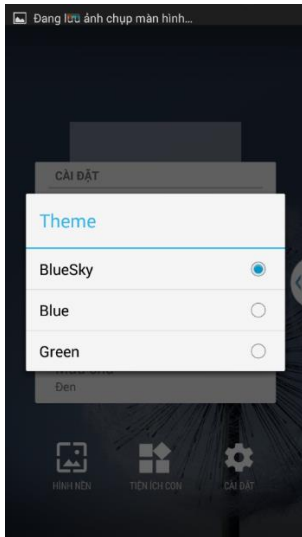 Đang lưu ảnh chụp màn hình...
CÀI ĐẶT
Theme
BlueSky
Blue
Green
Đen
HÌNH NỀN
TIỆN ÍCH CON
CÀI ĐẶT